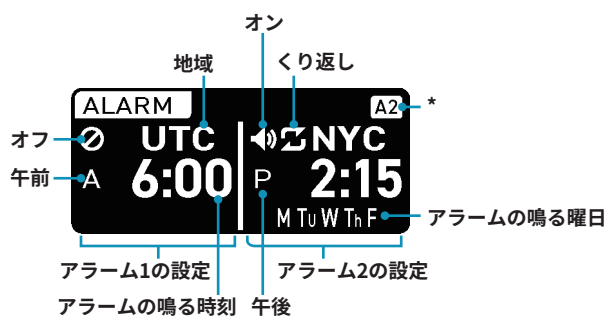 オン
地域
くり返し
ALARM
A2
*
オフ
UTC
NYC
午前
A
6:00
P
2:15
M Tu W Th F
アラームの鳴る曜日
アラーム1の設定
アラーム2の設定
アラームの鳴る時刻
午後